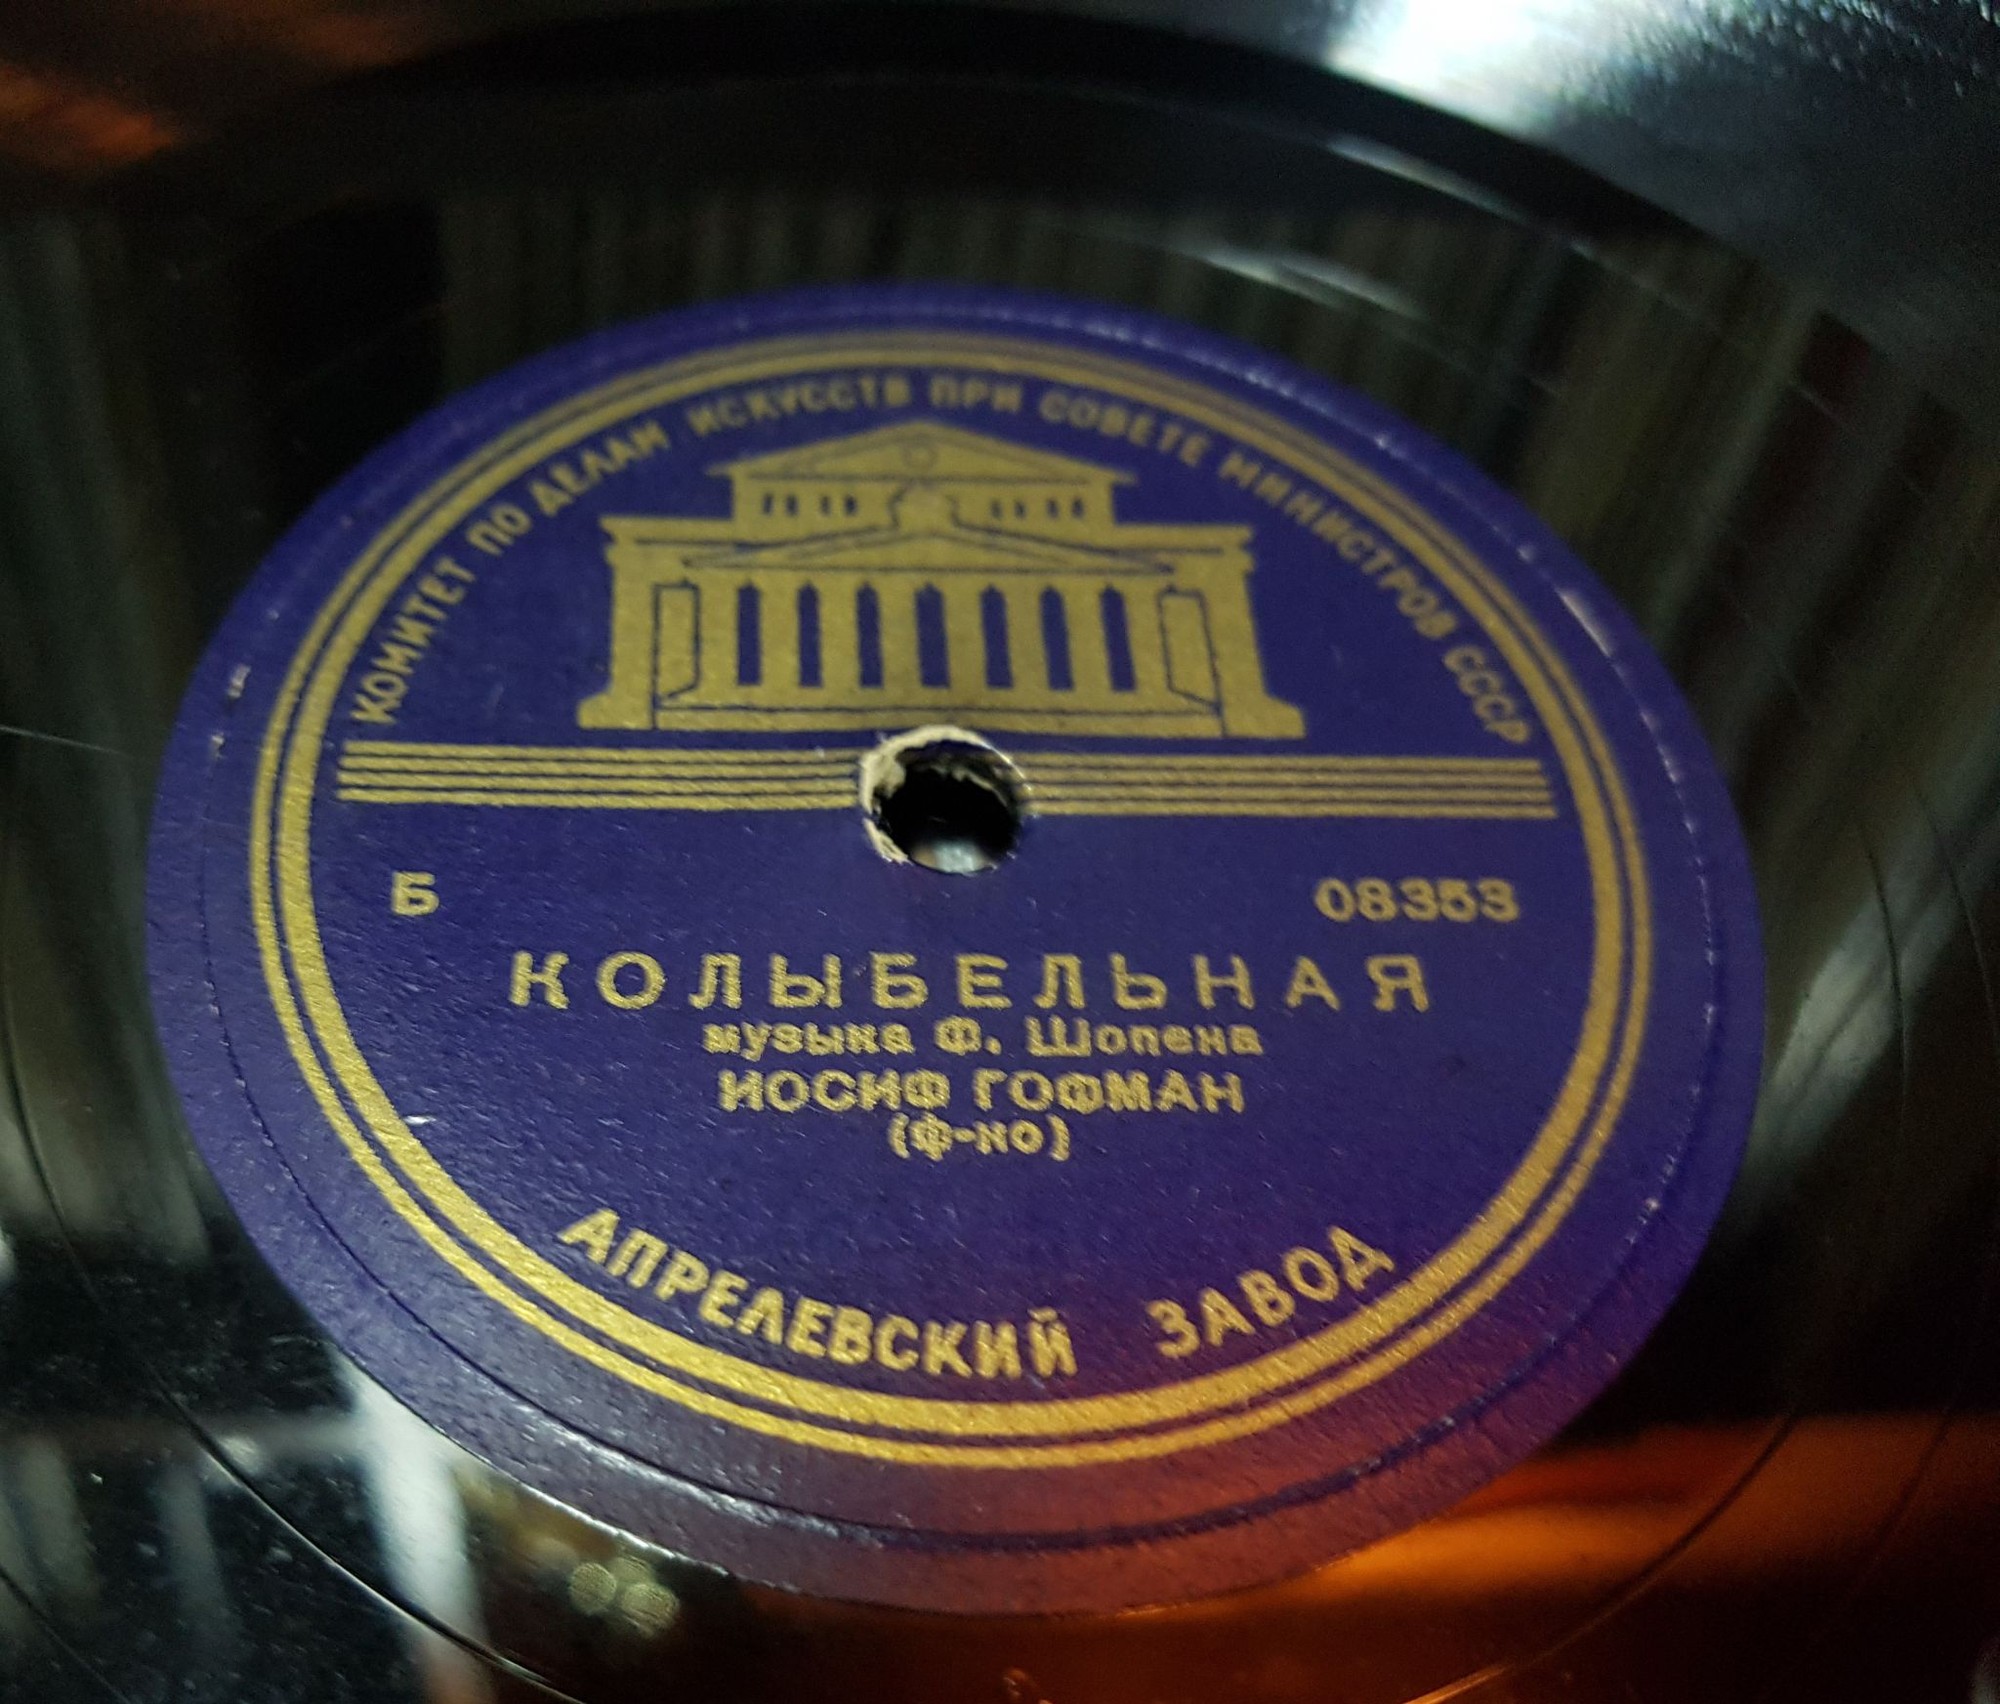 КОМИТЕТ ПО ДЕЛАМ ИСКУССТВ ПРИ СОВЕТЕ МИНИСТРОВ СССР
Б 08353
КОЛЫБЕЛЬНАЯ
музыка Ф. Шопена
ИОСИФ ГОФМАН
(ф-но)
АПРЕЛЕВСКИЙ ЗАВОД